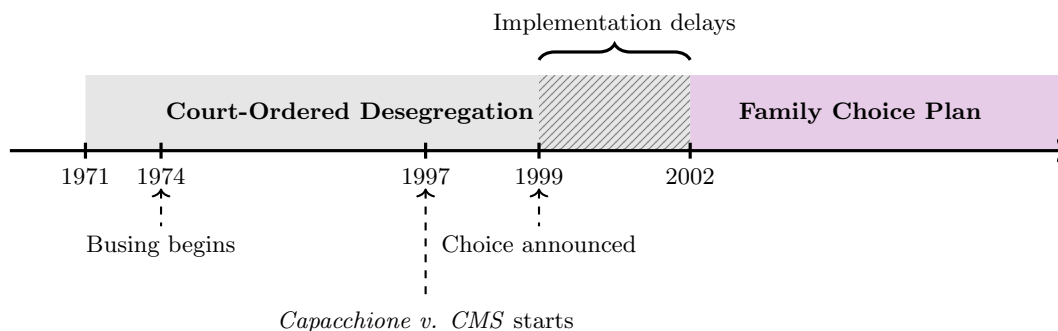 Implementation delays
Court-Ordered Desegregation
Family Choice Plan
1971
1974
1997
1999
2002
Busing begins
Choice announced
Capacchione v. CMS starts